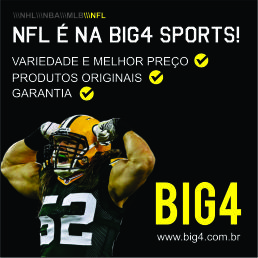 \\\NHL\\\NBA\\\MLB\\\NFL
NFL É NA BIG4 SPORTS!
VARIEDADE E MELHOR PREÇO
PRODUTOS ORIGINAIS
GARANTIA
52
BIG4
www.big4.com.br